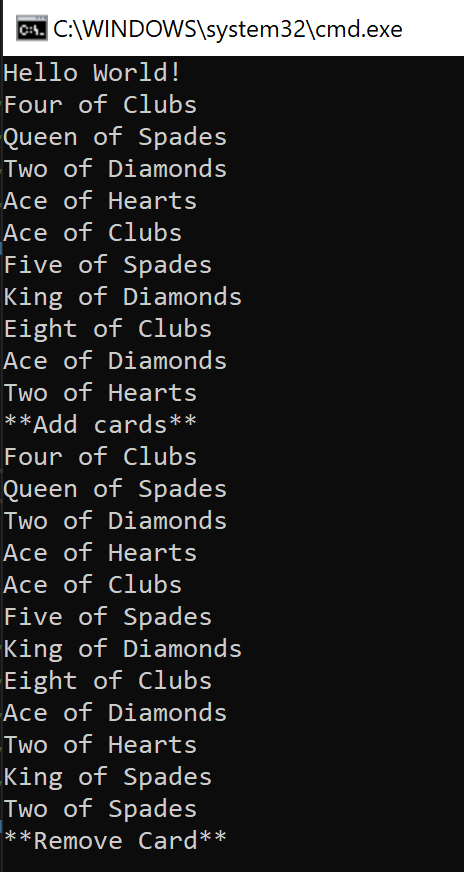 C:\WINDOWS\system32\cmd.exe
Hello World!
Four of Clubs
Queen of Spades
Two of Diamonds
Ace of Hearts
Ace of Clubs
Five of Spades
King of Diamonds
Eight of Clubs
Ace of Diamonds
Two of Hearts
**Add cards**
Four of Clubs
Queen of Spades
Two of Diamonds
Ace of Hearts
Ace of Clubs
Five of Spades
King of Diamonds
Eight of Clubs
Ace of Diamonds
Two of Hearts
King of Spades
Two of Spades
**Remove Card**